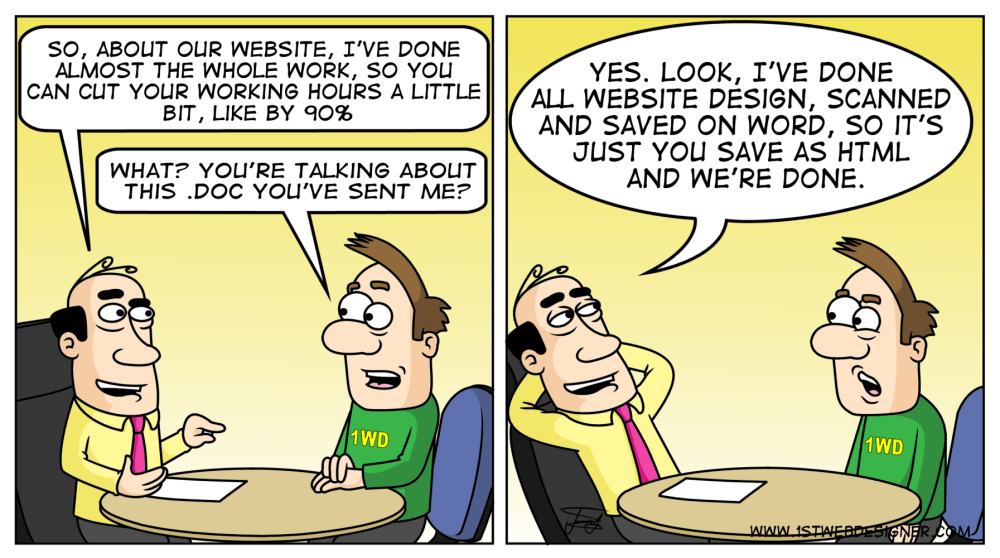 SO, ABOUT OUR WEBSITE, I'VE DONE
ALMOST THE WHOLE WORK, SO YOU
CAN CUT YOUR WORKING HOURS A LITTLE
BIT, LIKE BY 90%
WHAT? YOU'RE TALKING ABOUT
THIS .DOC YOU'VE SENT ME?
1WD
YES. LOOK, I'VE DONE
ALL WEBSITE DESIGN, SCANNED
AND SAVED ON WORD, SO IT'S
JUST YOU SAVE AS HTML
AND WE'RE DONE.
1WD
WWW.1STWEBDESIGNER.COM